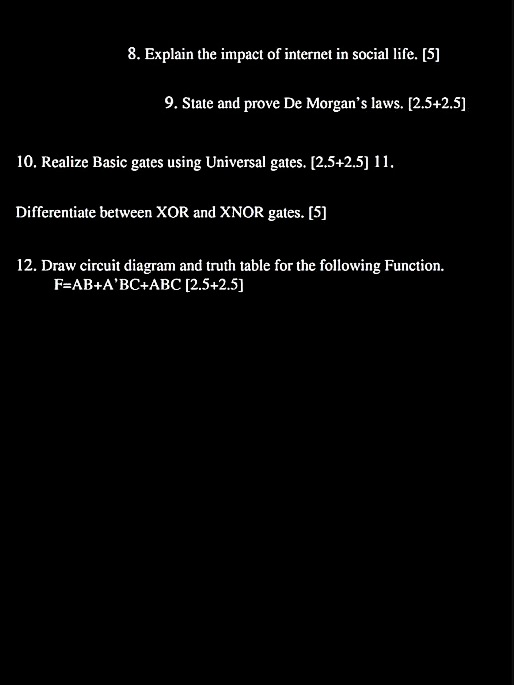 8. Explain the impact of internet in social life. [5]
9. State and prove De Morgan's laws. [2.5+2.5]
10. Realize Basic gates using Universal gates. [2.5+2.5] 11.
Differentiate between XOR and XNOR gates. [5]
12. Draw circuit diagram and truth table for the following Function.
F=AB+A'BC+ABC [2.5+2.5]